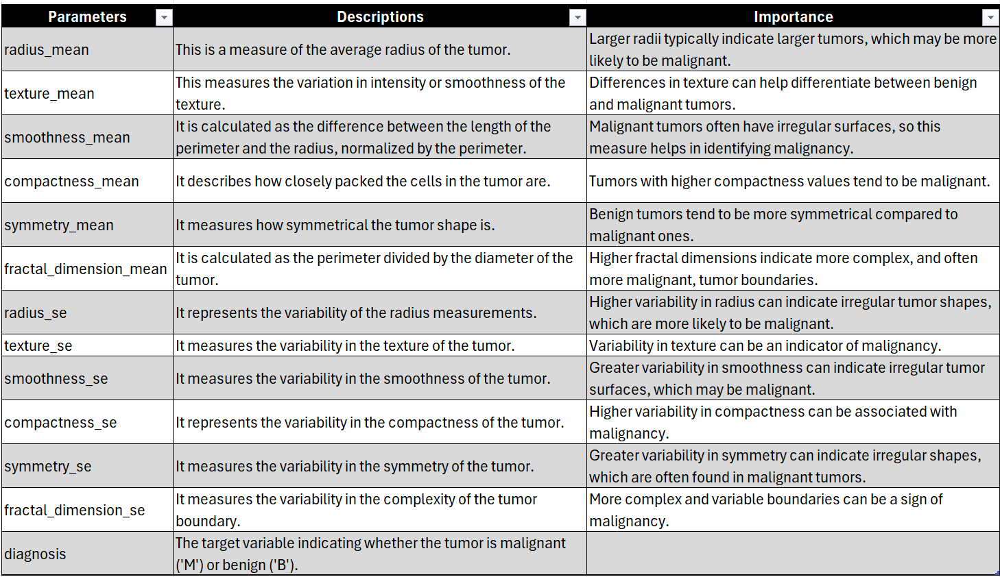 Parameters Descriptions Importance
radius_mean
This is a measure of the average radius of the tumor.
Larger radii typically indicate larger tumors, which may be more
likely to be malignant.
texture_mean
This measures the variation in intensity or smoothness of the
texture.
Differences in texture can help differentiate between benign
and malignant tumors.
smoothness_mean
It is calculated as the difference between the length of the
perimeter and the radius, normalized by the perimeter.
Malignant tumors often have irregular surfaces, so this
measure helps in identifying malignancy.
compactness_mean
It describes how closely packed the cells in the tumor are.
Tumors with higher compactness values tend to be malignant.
symmetry_mean
It measures how symmetrical the tumor shape is.
Benign tumors tend to be more symmetrical compared to
malignant ones.
fractal_dimension_mean
It is calculated as the perimeter divided by the diameter of the
tumor.
Higher fractal dimensions indicate more complex, and often
more malignant, tumor boundaries.
radius_se
It represents the variability of the radius measurements.
Higher variability in radius can indicate irregular tumor shapes,
which are more likely to be malignant.
texture_se
It measures the variability in the texture of the tumor.
Variability in texture can be an indicator of malignancy.
smoothness_se
It measures the variability in the smoothness of the tumor.
Greater variability in smoothness can indicate irregular tumor
surfaces, which may be malignant.
compactness_se
It represents the variability in the compactness of the tumor.
Higher variability in compactness can be associated with
malignancy.
symmetry_se
It measures the variability in the symmetry of the tumor.
Greater variability in symmetry can indicate irregular shapes,
which are often found in malignant tumors.
fractal_dimension_se
It measures the variability in the complexity of the tumor
boundary.
More complex and variable boundaries can be a sign of
malignancy.
diagnosis
The target variable indicating whether the tumor is malignant
('M') or benign ('B').